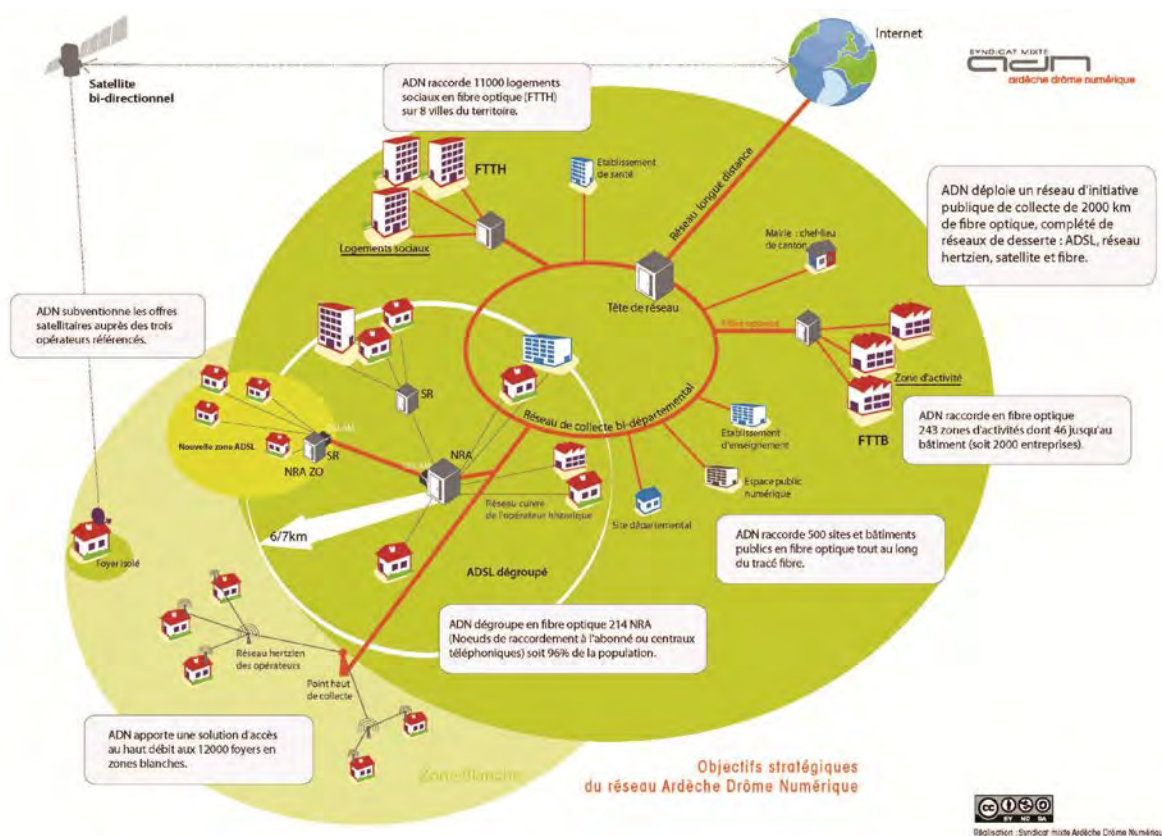 Internet
SYNDICAT MIXTE
adn
ardèche drôme numérique
Satellite
bi-directionnel
ADN raccorde 11000 logements
sociaux en fibre optique (FTTH)
sur 8 villes du territoire.
FTTH
Etablissement
de santé
Logements sociaux
Réseau longue distance
ADN déploie un réseau d'initiative
publique de collecte de 2000 km
de fibre optique, complété de
réseaux de desserte : ADSL, réseau
hertzien, satellite et fibre.
Mairie : chef-lieu
de canton
Tête de réseau
ADN subventionne les offres
satellitaires auprès des trois
opérateurs référencés.
Fibre optique
Zone d'activité
FTTB
ADN raccorde en fibre optique
243 zones d'activités dont 46 jusqu'au
bâtiment (soit 2000 entreprises).
SR
Réseau de collecte bi-départemental
Nouvelle zone ADSL
SR
NRA ZO
NRA
Etablissement
d'enseignement
Espace public
numérique
Réseau cuivre
de l'opérateur historique
Site départemental
6/7km
ADSL dégroupé
ADN raccorde 500 sites et bâtiments
publics en fibre optique tout au long
du tracé fibre.
Foyer isolé
ADN dégroupe en fibre optique 214 NRA
(Noeuds de raccordement à l'abonné ou centraux
téléphoniques) soit 96% de la population.
Réseau hertzien
des opérateurs
Point haut
de collecte
ADN apporte une solution d'accès
au haut débit aux 12000 foyers en
zones blanches.
Zone Blanche
Objectifs stratégiques
du réseau Ardèche Drôme Numérique
cc
BY NC SA
Réalisation : Syndicat mixte Ardèche Drôme Numérique